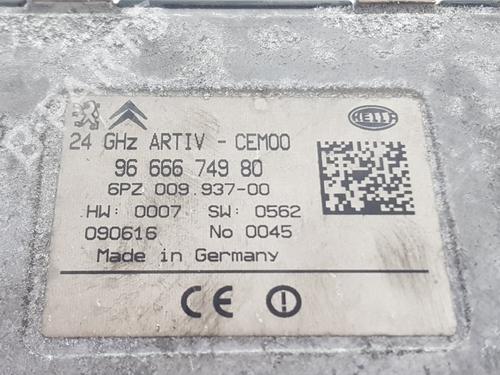 HELLA
24 GHz ARTIV - CEM00
96 666 749 80
6PZ 009.937-00
HW: 0007 SW: 0562
090616 No 0045
Made in Germany
CE